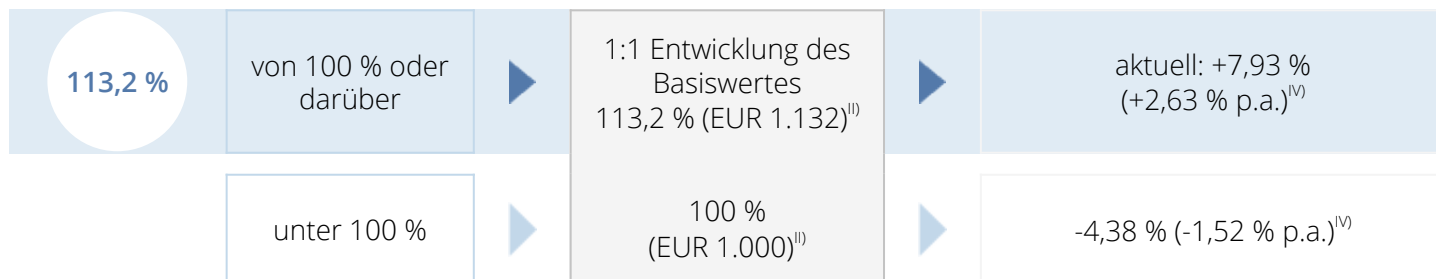 113,2 %
von 100 % oder
darüber
1:1 Entwicklung des
Basiswertes
113,2 % (EUR 1.132)II)
aktuell: +7,93 %
(+2,63 % p.a.)IV)
unter 100 %
100 %
(EUR 1.000)II)
-4,38 % (-1,52 % p.a.)IV)